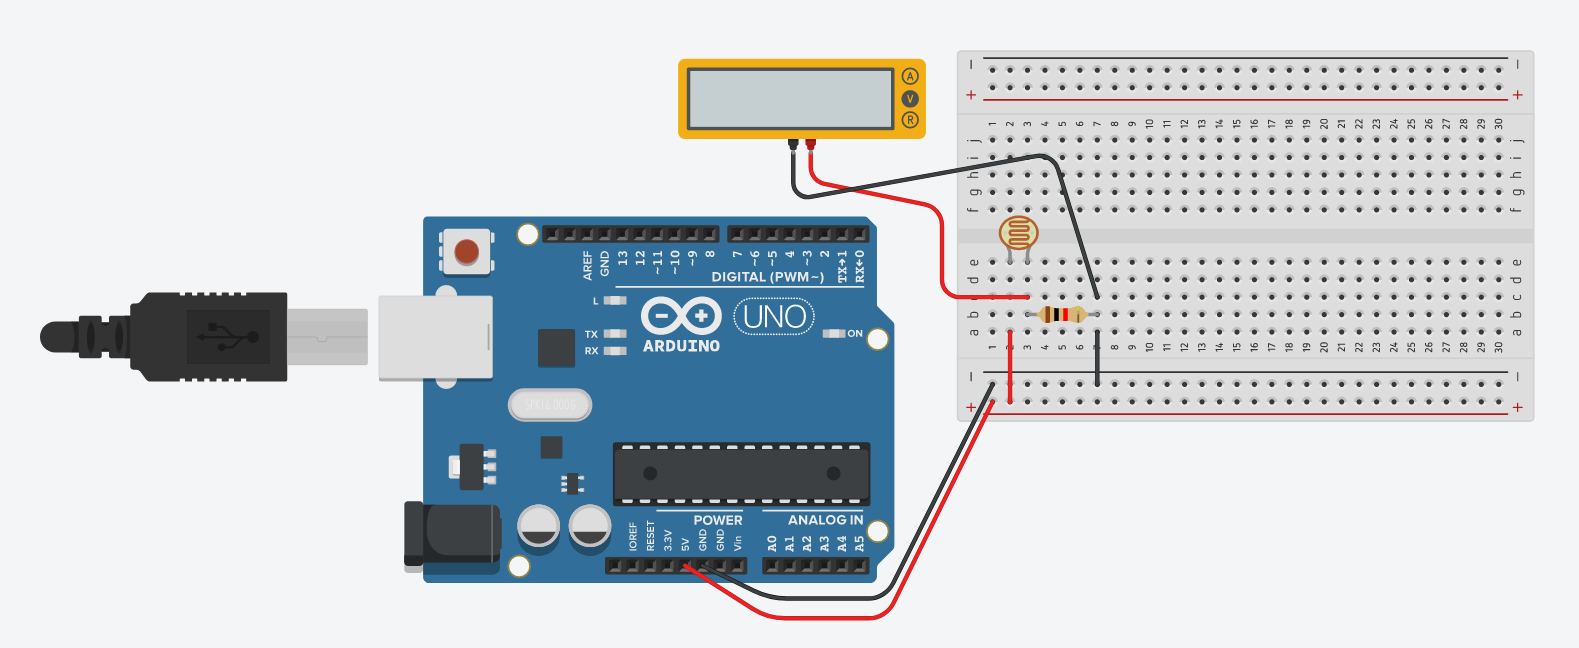 A
V
R
− −
+ +
1 2 3 4 5 6 7 8 9 10 11 12 13 14 15 16 17 18 19 20 21 22 23 24 25 26 27 28 29 30
j j
i i
h h
g g
f f
e e
d d
c c
b b
a a
1 2 3 4 5 6 7 8 9 10 11 12 13 14 15 16 17 18 19 20 21 22 23 24 25 26 27 28 29 30
− −
+ +
AREF GND 13 12 ~11 ~10 ~9 8 7 ~6 ~5 4 ~3 2 TX→1 RX←0
DIGITAL (PWM~)
L
TX
RX
UNO
ON
ARDUINO
POWER
ANALOG IN
IOREF RESET 3.3V 5V GND GND Vin A0 A1 A2 A3 A4 A5